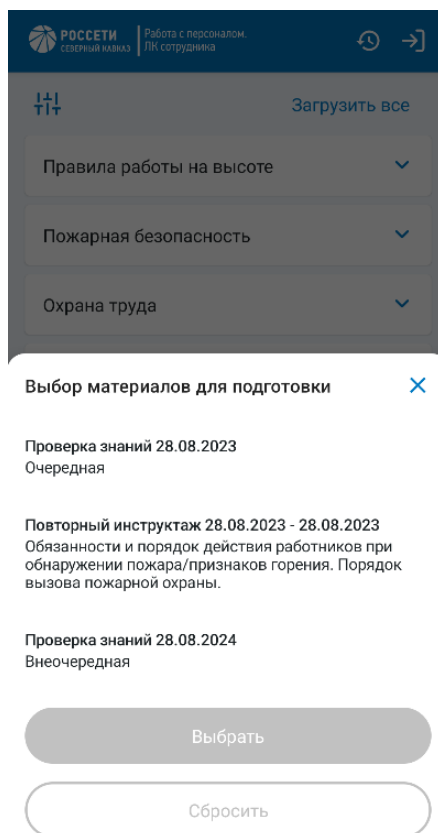 РОССЕТИ
СЕВЕРНЫЙ КАВКАЗ
Работа с персоналом.
ЛК сотрудника
Загрузить все
Правила работы на высоте
Пожарная безопасность
Охрана труда
Выбор материалов для подготовки
Проверка знаний 28.08.2023
Очередная
Повторный инструктаж 28.08.2023 - 28.08.2023
Обязанности и порядок действия работников при
обнаружении пожара/признаков горения. Порядок
вызова пожарной охраны.
Проверка знаний 28.08.2024
Внеочередная
Выбрать
Сбросить